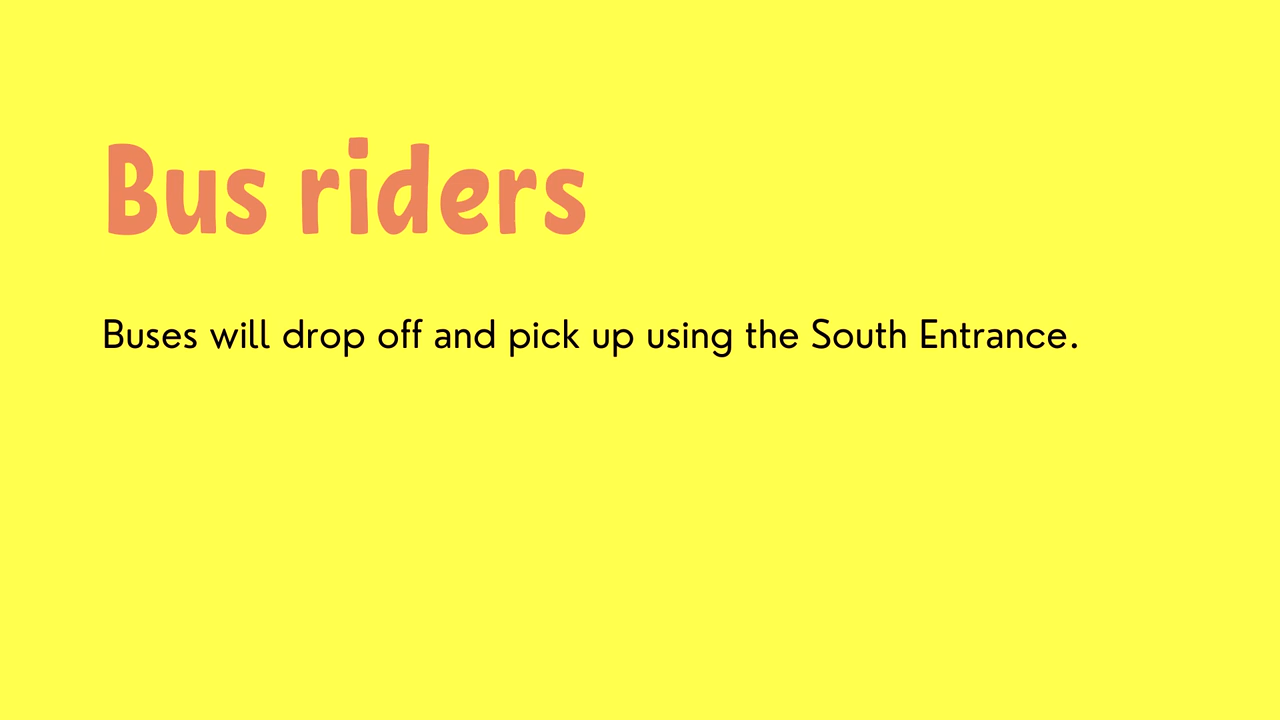 Bus riders
Buses will drop off and pick up using the South Entrance.